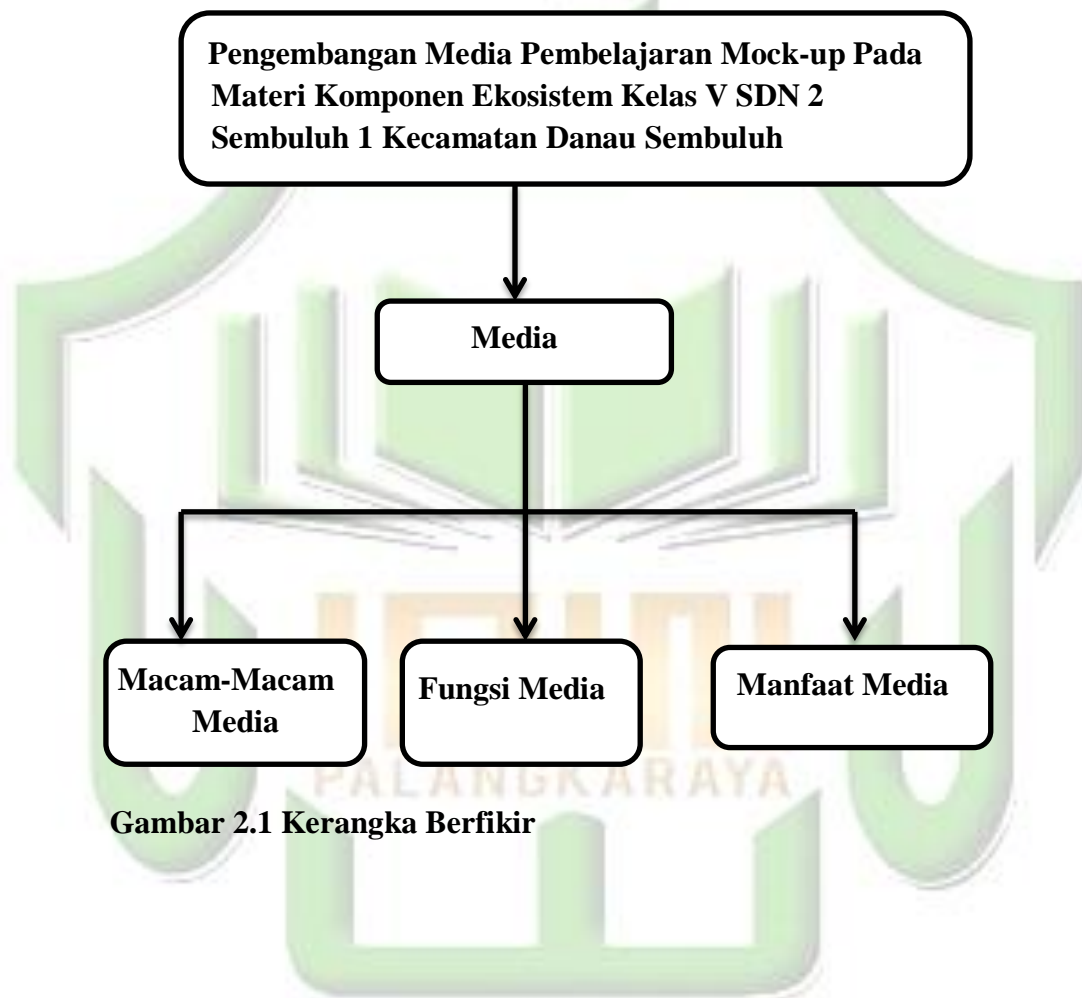 Pengembangan Media Pembelajaran Mock-up Pada
Materi Komponen Ekosistem Kelas V SDN 2
Sembuluh 1 Kecamatan Danau Sembuluh
Media
Macam-Macam
Media
Fungsi Media
Manfaat Media
IAIN
PALANGKARAYA
Gambar 2.1 Kerangka Berfikir